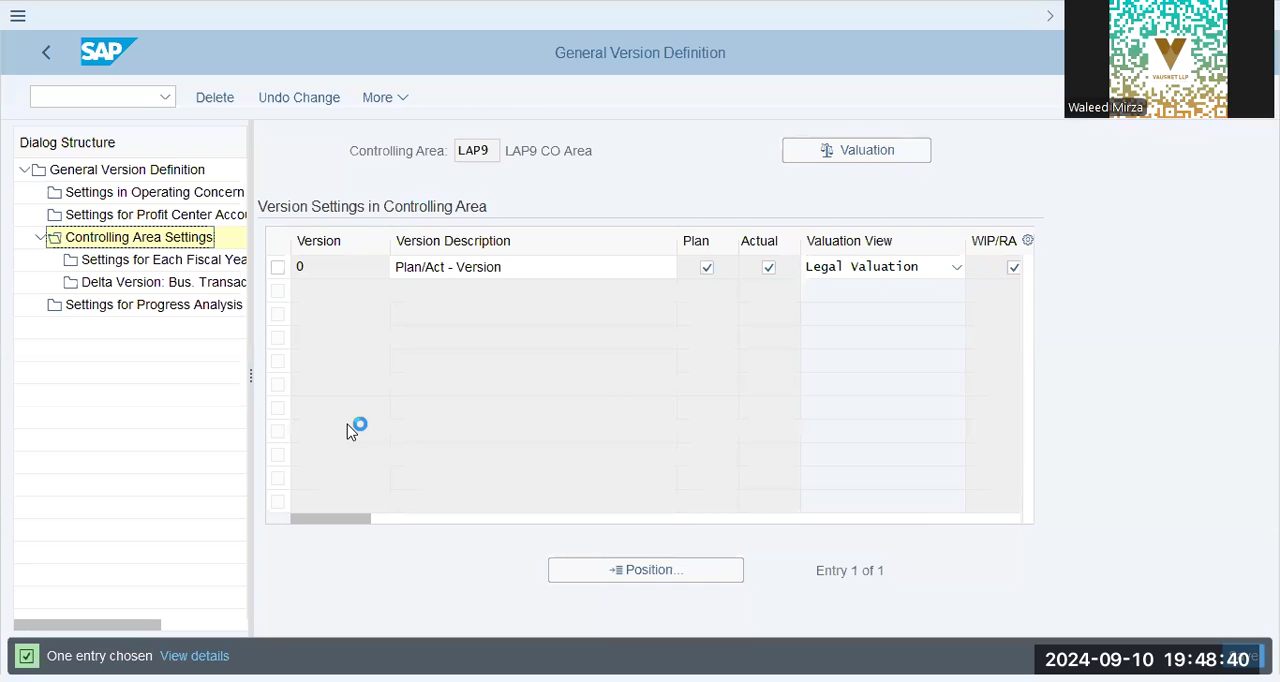 SAP
General Version Definition
VAUSNET LLP
Waleed Mirza
Delete Undo Change More
Dialog Structure
General Version Definition
Settings in Operating Concern
Settings for Profit Center Accou
Controlling Area Settings
Settings for Each Fiscal Yea
Delta Version: Bus. Transac
Settings for Progress Analysis
Controlling Area: LAP9 LAP9 CO Area Valuation
Version Settings in Controlling Area
Version Version Description Plan Actual Valuation View WIP/RA
0 Plan/Act - Version Legal Valuation
Position... Entry 1 of 1
One entry chosen View details
2024-09-10 19:48:40